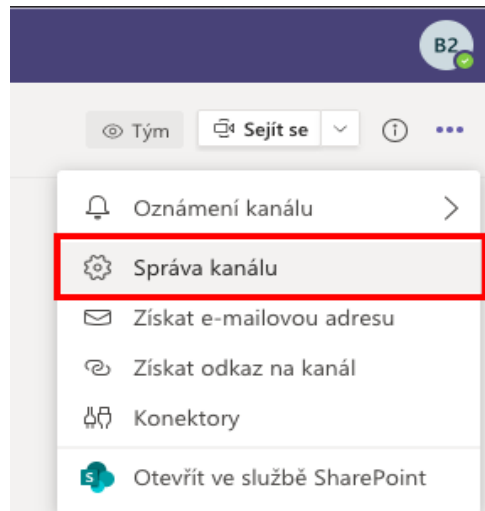 B2
Tým Sejít se
Oznámení kanálu
Správa kanálu
Získat e-mailovou adresu
Získat odkaz na kanál
Konektory
S Otevřít ve službě SharePoint